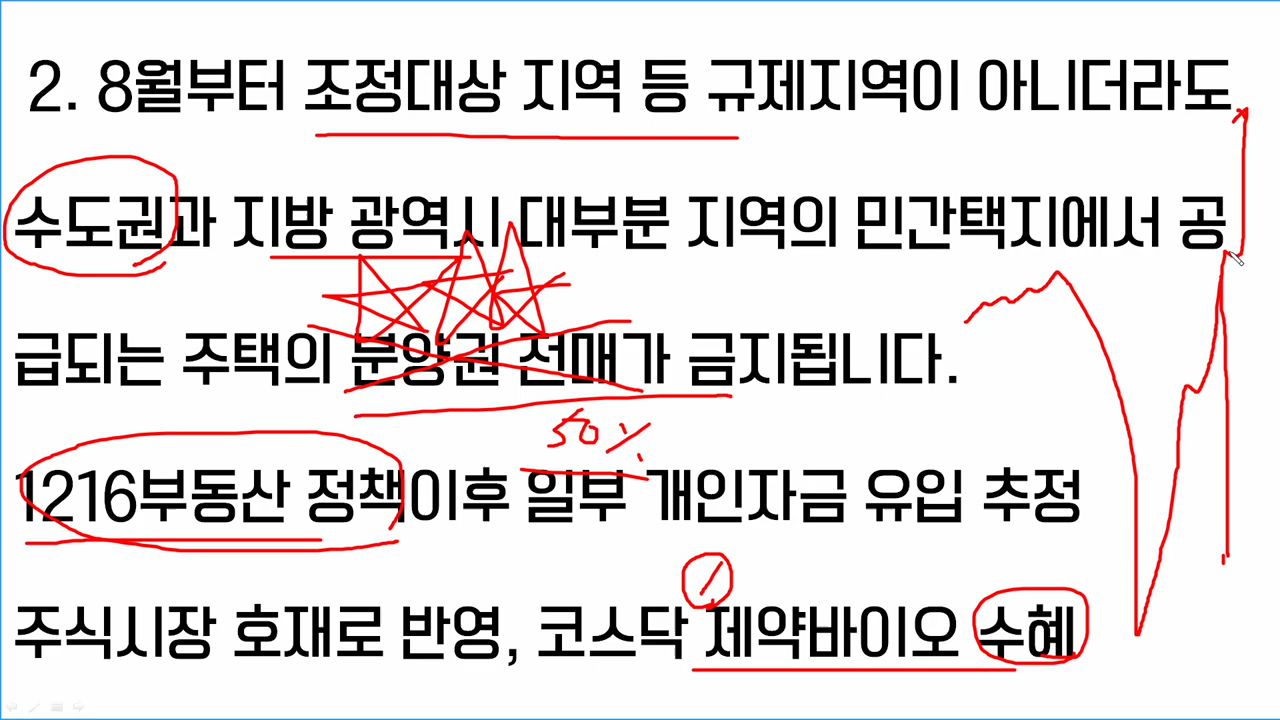 2. 8월부터 조정대상 지역 등 규제지역이 아니더라도
수도권과 지방 광역시 대부분 지역의 민간택지에서 공
급되는 주택의 분양권 전매가 금지됩니다.
50%
1216부동산 정책이후 일부 개인자금 유입 추정
주식시장 호재로 반영, 코스닥 제약바이오 수혜